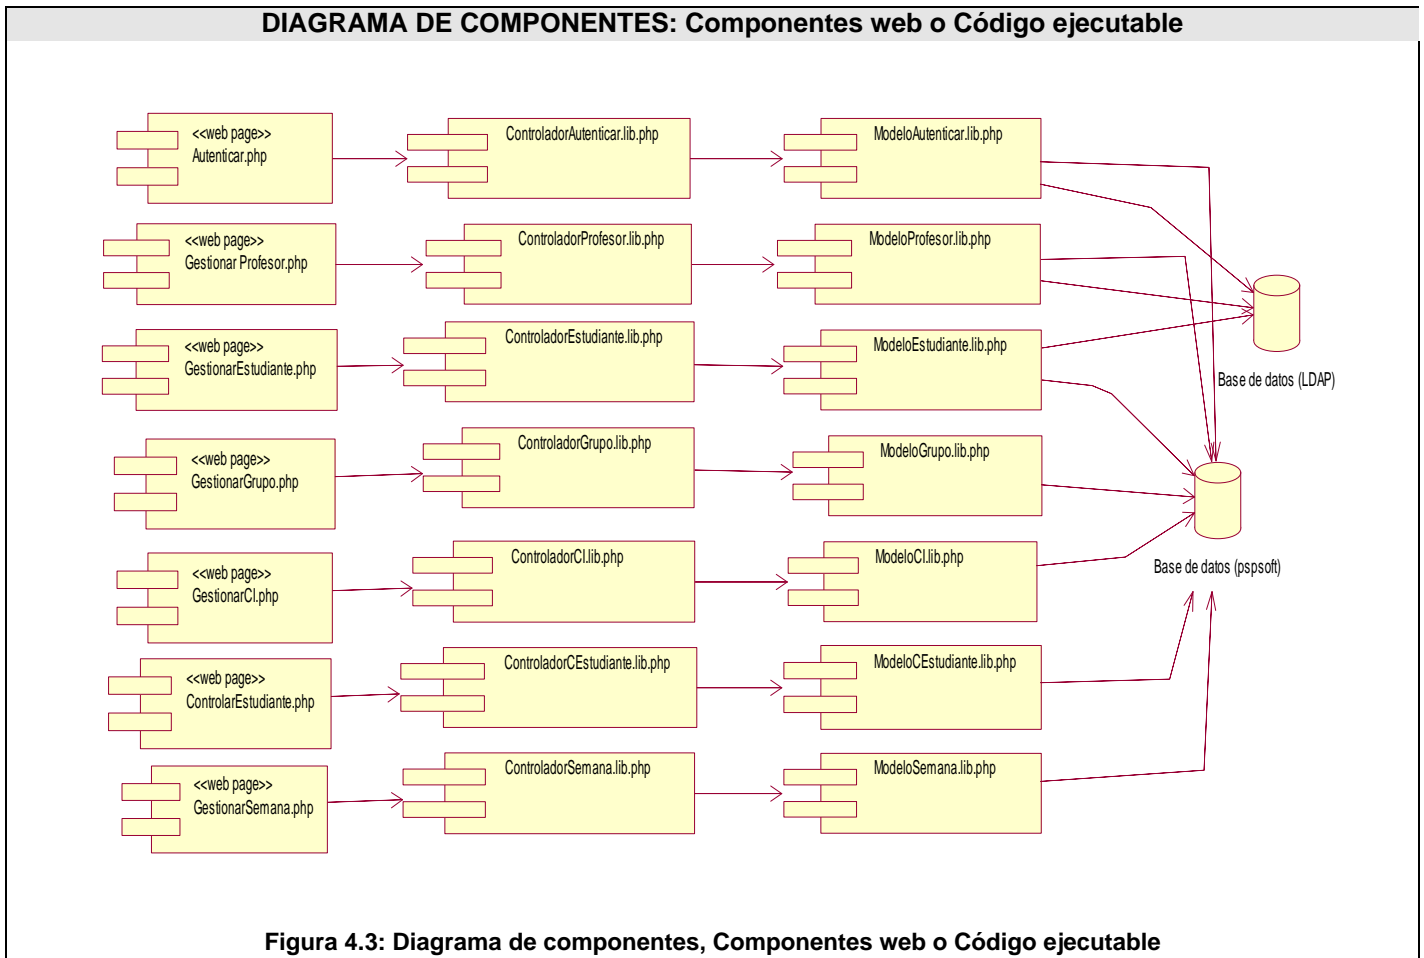 DIAGRAMA DE COMPONENTES: Componentes web o Código ejecutable
<<web page>>
Autenticar.php
ControladorAutenticar.lib.php
ModeloAutenticar.lib.php
<<web page>>
Gestionar Profesor.php
ControladorProfesor.lib.php
ModeloProfesor.lib.php
<<web page>>
GestionarEstudiante.php
ControladorEstudiante.lib.php
ModeloEstudiante.lib.php
Base de datos (LDAP)
<<web page>>
GestionarGrupo.php
ControladorGrupo.lib.php
ModeloGrupo.lib.php
<<web page>>
GestionarCI.php
ControladorCI.lib.php
ModeloCI.lib.php
Base de datos (pspsoft)
<<web page>>
ControlarEstudiante.php
ControladorCEstudiante.lib.php
ModeloCEstudiante.lib.php
<<web page>>
GestionarSemana.php
ControladorSemana.lib.php
ModeloSemana.lib.php
Figura 4.3: Diagrama de componentes, Componentes web o Código ejecutable